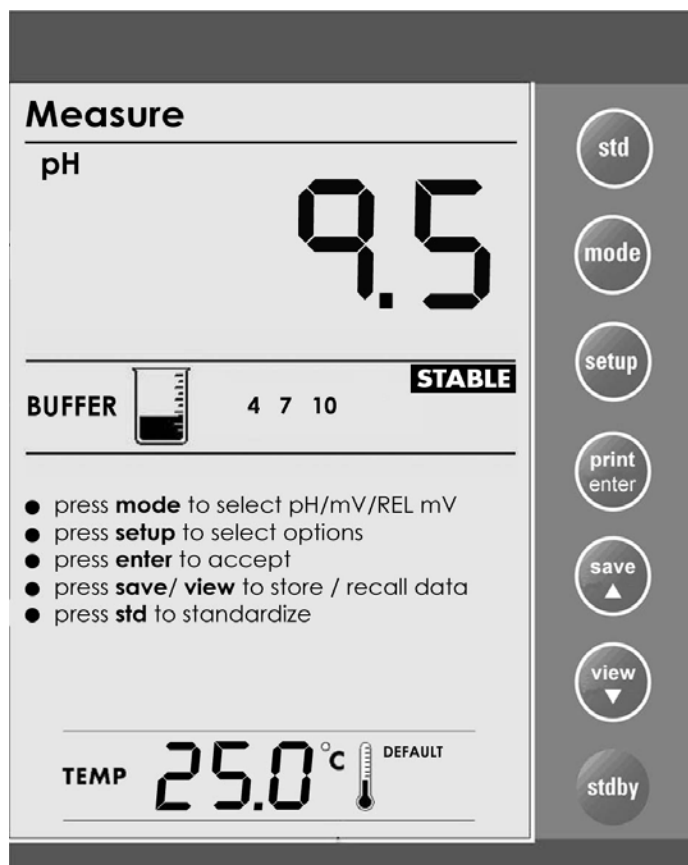 Measure
pH
9.5
STABLE
BUFFER 4 7 10
● press mode to select pH/mV/REL mV
● press setup to select options
● press enter to accept
● press save/ view to store / recall data
● press std to standardize
TEMP 25.0 °C DEFAULT
std
mode
setup
print
enter
save
view
stdby